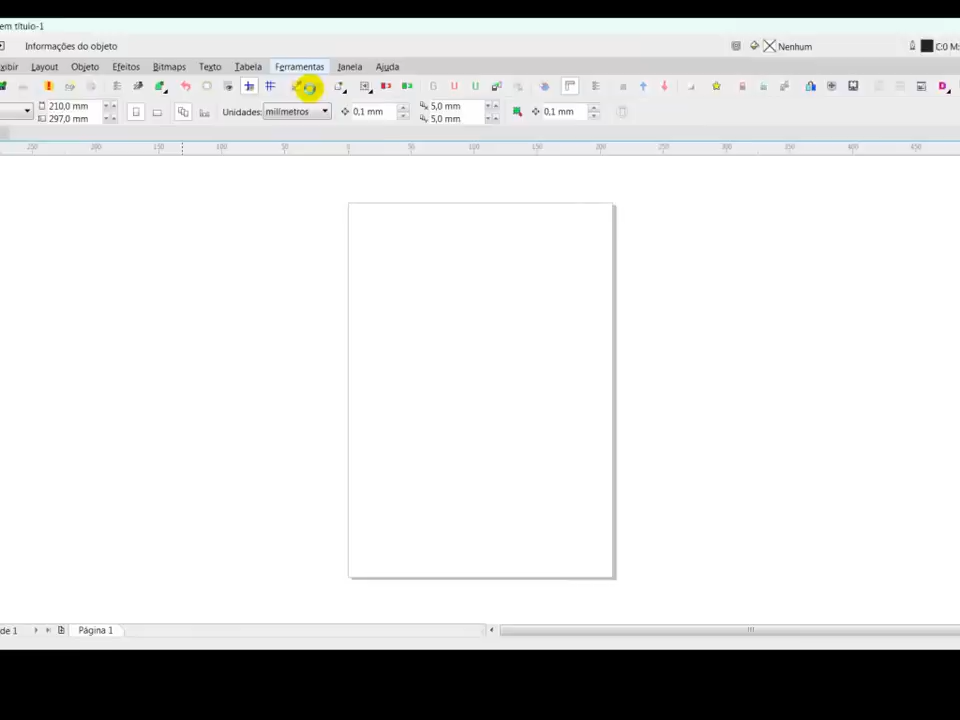 em título-1
Informações do objeto
Nenhum
C:0 M:
xibir Layout Objeto Efeitos Bitmaps Texto Tabela Ferramentas Janela Ajuda
210,0 mm
297,0 mm
Unidades: milímetros
0,1 mm
5,0 mm
5,0 mm
0,1 mm
250 200 150 100 50 0 50 100 150 200 250 300 350 400 450
de 1
Página 1